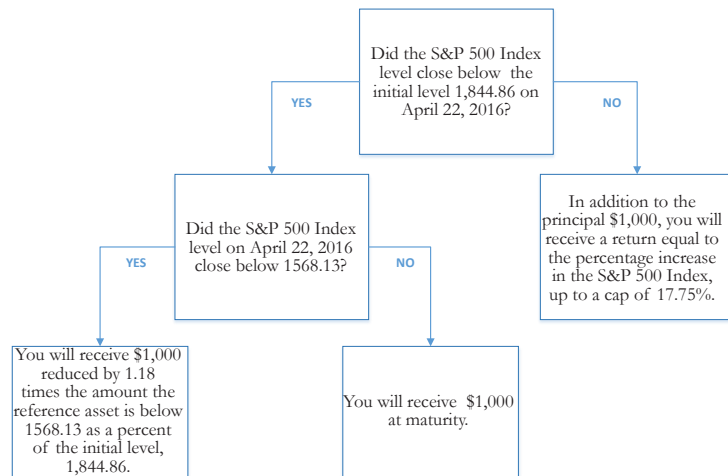 Did the S&P 500 Index
level close below the
initial level 1,844.86 on
April 22, 2016?
YES
NO
Did the S&P 500 Index
level on April 22, 2016
close below 1568.13?
In addition to the
principal $1,000, you will
receive a return equal to
the percentage increase
in the S&P 500 Index,
up to a cap of 17.75%.
YES
NO
You will receive $1,000
reduced by 1.18
times the amount the
reference asset is below
1568.13 as a percent
of the initial level,
1,844.86.
You will receive $1,000
at maturity.